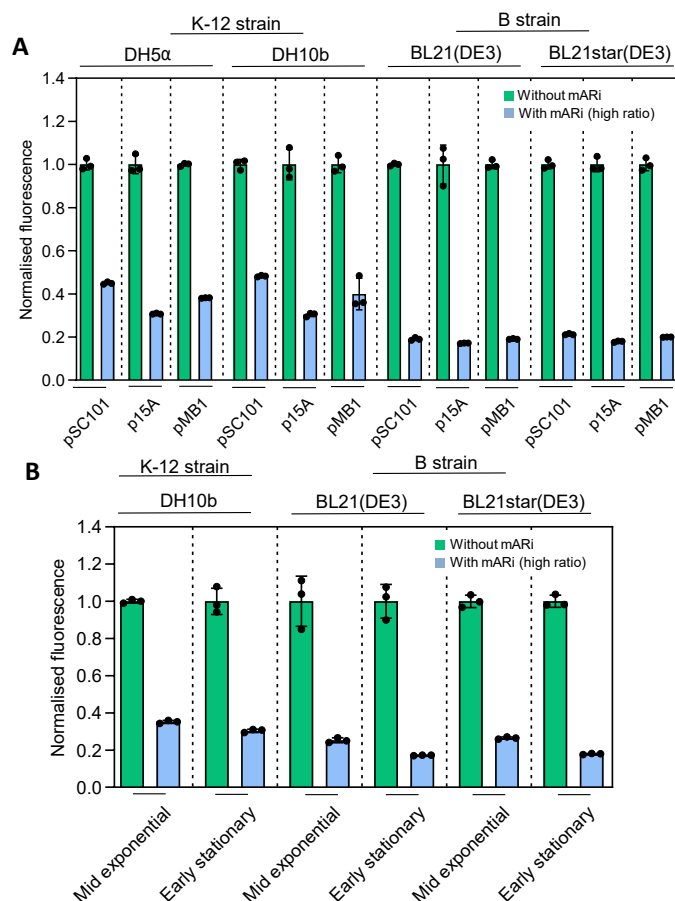 A
K-12 strain
B strain
DH5α
DH10b
BL21(DE3)
BL21star(DE3)
Normalised fluorescence
1.4
1.2
1.0
0.8
0.6
0.4
0.2
0.0
Without mARi
With mARi (high ratio)
pSC101
p15A
pMB1
pSC101
p15A
pMB1
pSC101
p15A
pMB1
pSC101
p15A
pMB1
B
K-12 strain
B strain
DH10b
BL21(DE3)
BL21star(DE3)
Normalised fluorescence
1.4
1.2
1.0
0.8
0.6
0.4
0.2
0.0
Without mARi
With mARi (high ratio)
Mid exponential
Early stationary
Mid exponential
Early stationary
Mid exponential
Early stationary